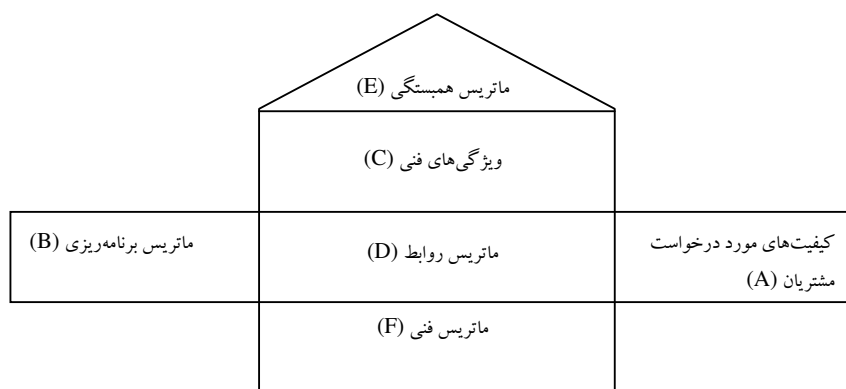 ماتریس همبستگی (E)
ویژگی‌های فنی (C)
کیفیت‌های مورد درخواست
مشتریان (A)
ماتریس روابط (D)
ماتریس برنامه‌ریزی (B)
ماتریس فنی (F)